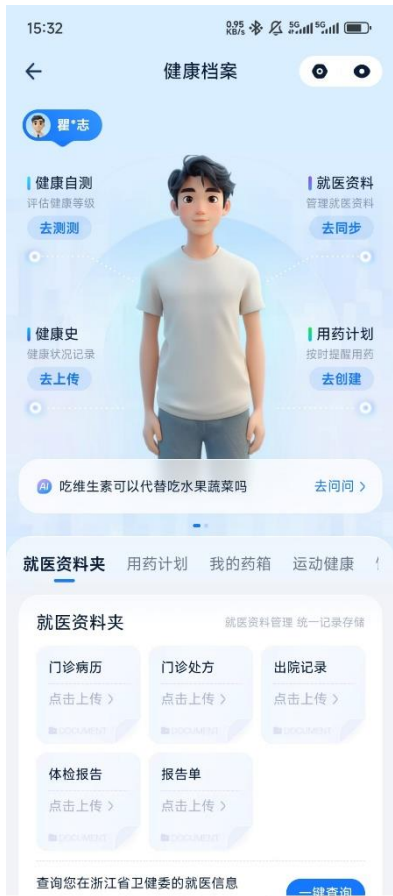 15:32
0.95 KB/s 5G 5G
健康档案
瞿*志
健康自测
评估健康等级
去测测
就医资料
管理就医资料
去同步
健康史
健康状况记录
去上传
用药计划
按时提醒用药
去创建
AI 吃维生素可以代替吃水果蔬菜吗 去问问 >
就医资料夹 用药计划 我的药箱 运动健康
就医资料夹 就医资料管理 统一记录存储
门诊病历 门诊处方 出院记录
点击上传 > 点击上传 > 点击上传 >
DOCUMENT DOCUMENT DOCUMENT
体检报告 报告单
点击上传 > 点击上传 >
DOCUMENT DOCUMENT
查询您在浙江省卫健委的就医信息 一键查询